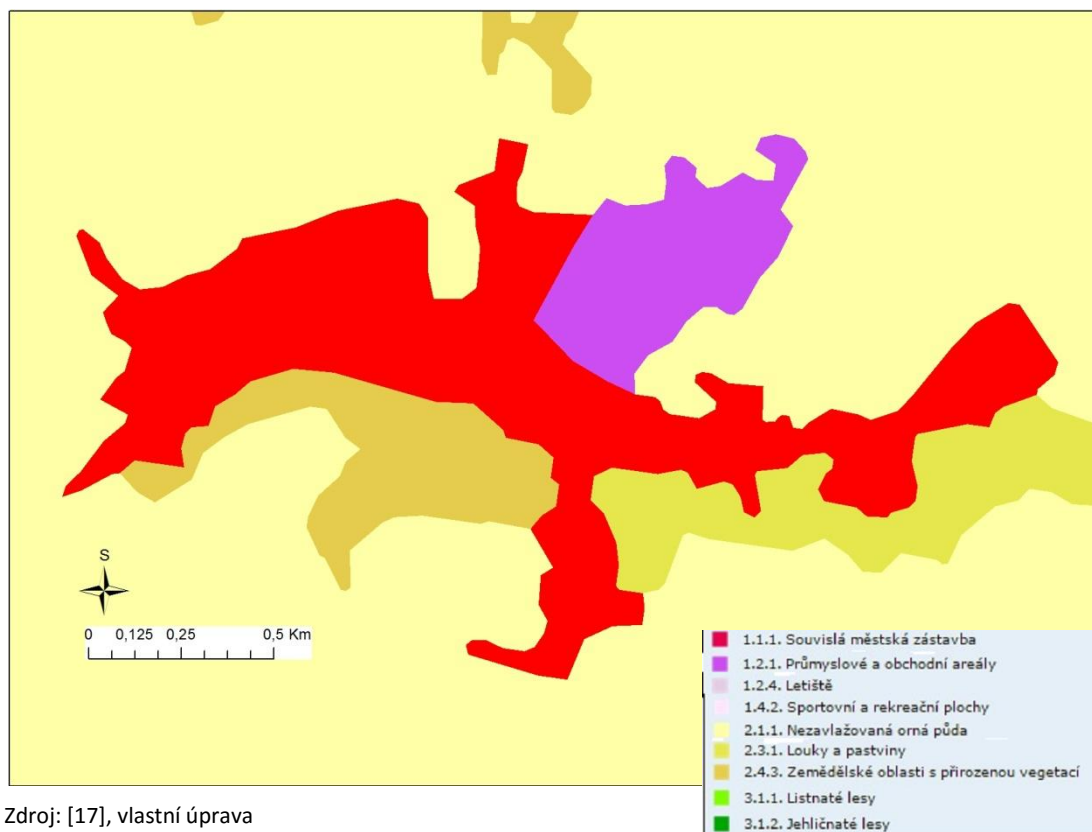 S
0 0,125 0,25 0,5 Km
1.1.1. Souvislá městská zástavba
1.2.1. Průmyslové a obchodní areály
1.2.4. Letiště
1.4.2. Sportovní a rekreační plochy
2.1.1. Nezavlažovaná orná půda
2.3.1. Louky a pastviny
2.4.3. Zemědělské oblasti s přirozenou vegetací
3.1.1. Listnaté lesy
3.1.2. Jehličnaté lesy
Zdroj: [17], vlastní úprava